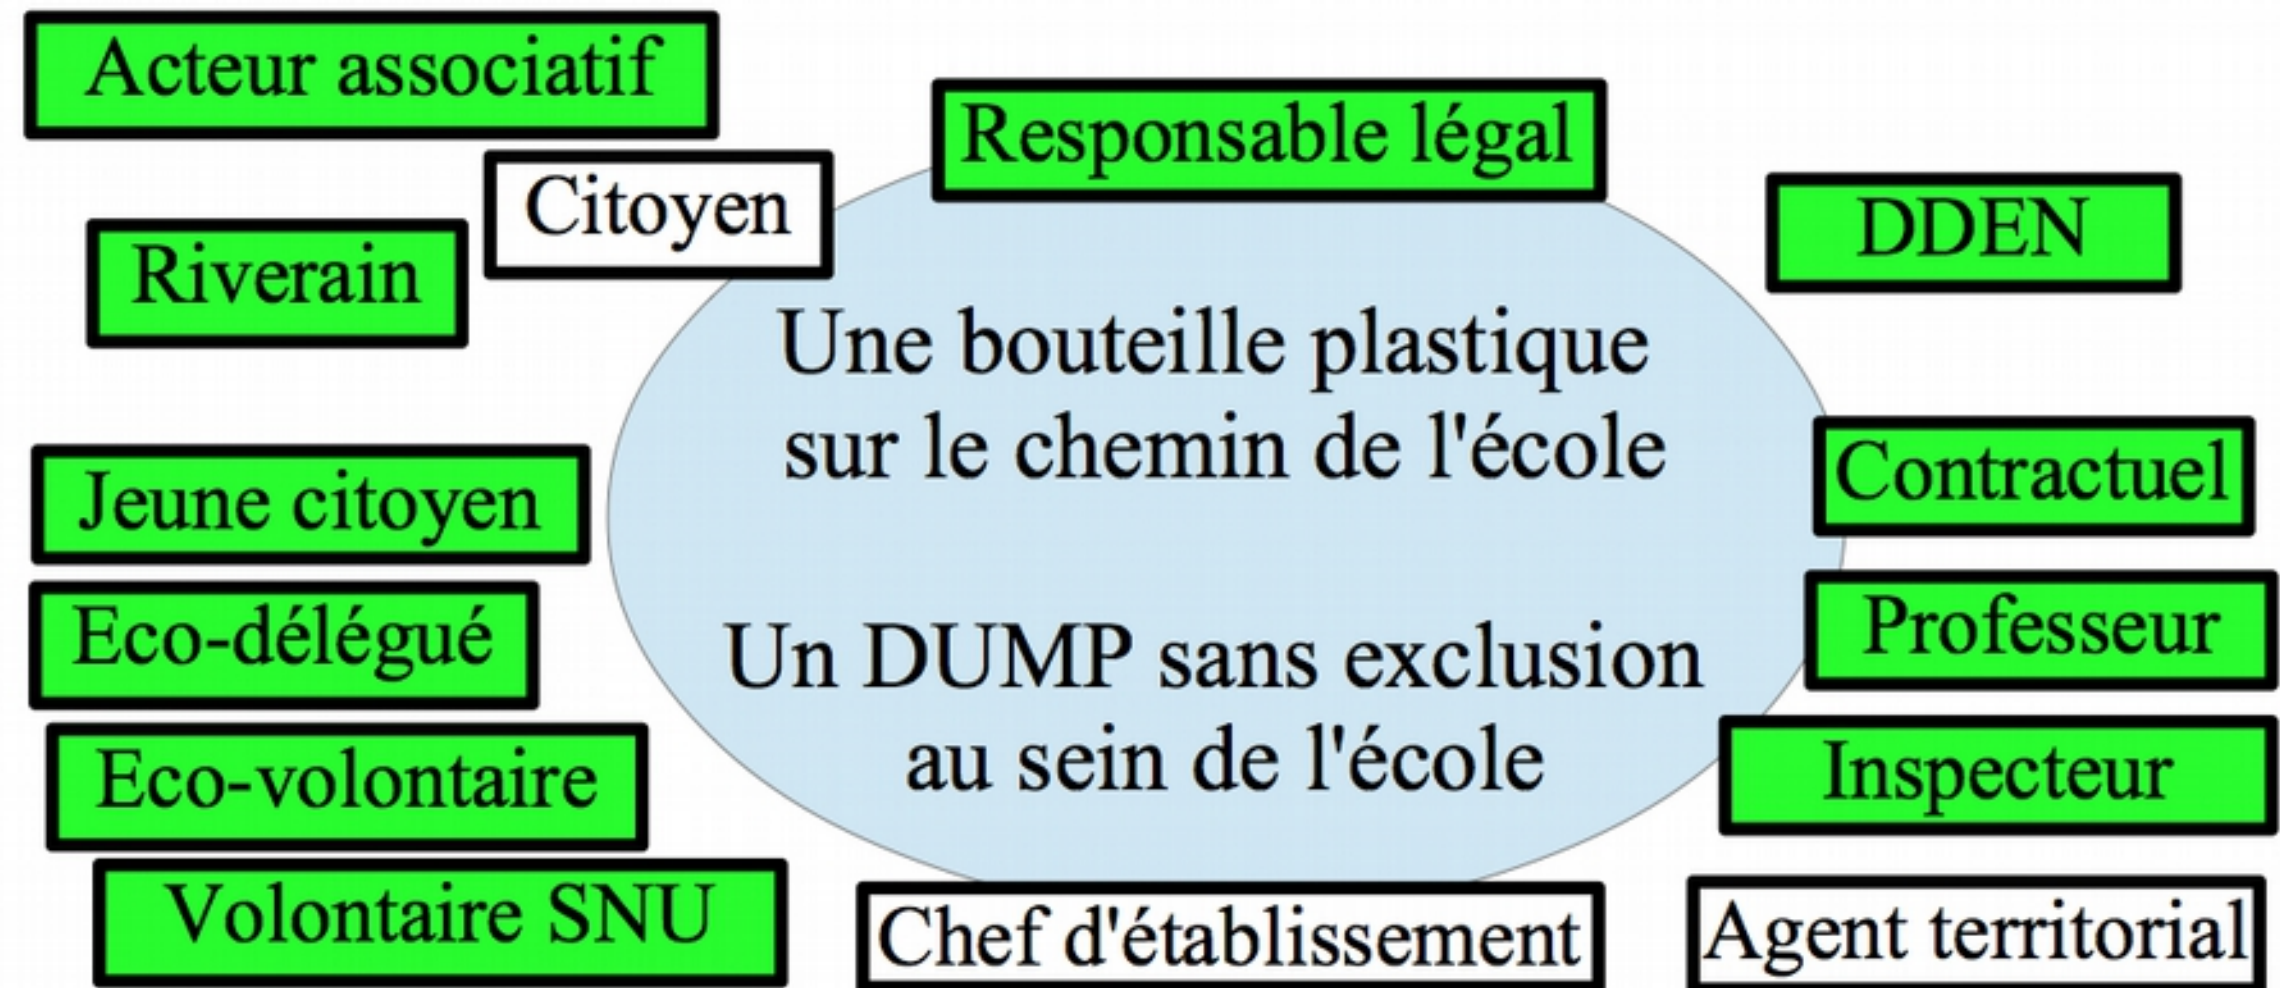 Acteur associatif
Responsable légal
Citoyen
DDEN
Riverain
Une bouteille plastique
sur le chemin de l'école
Contractuel
Jeune citoyen
Eco-délégué
Professeur
Un DUMP sans exclusion
au sein de l'école
Eco-volontaire
Inspecteur
Volontaire SNU
Chef d'établissement
Agent territorial